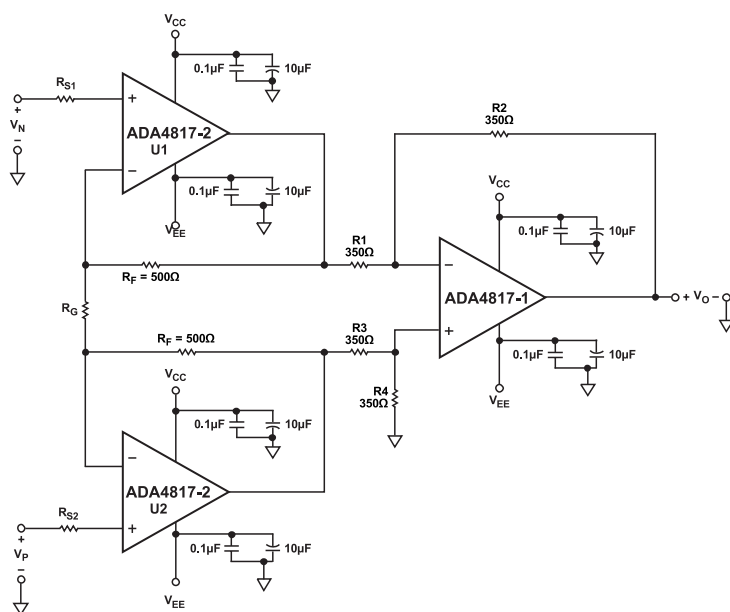 VCC
RS1
0.1µF
10µF
+
+
VN
−
ADA4817-2
U1
−
R2
350Ω
VCC
0.1µF
10µF
VEE
0.1µF
10µF
RF = 500Ω
R1
350Ω
−
ADA4817-1
+ VO −
RG
RF = 500Ω
R3
350Ω
+
VCC
R4
350Ω
0.1µF
10µF
VEE
0.1µF
10µF
−
ADA4817-2
U2
RS2
+
+
VP
−
0.1µF
10µF
VEE